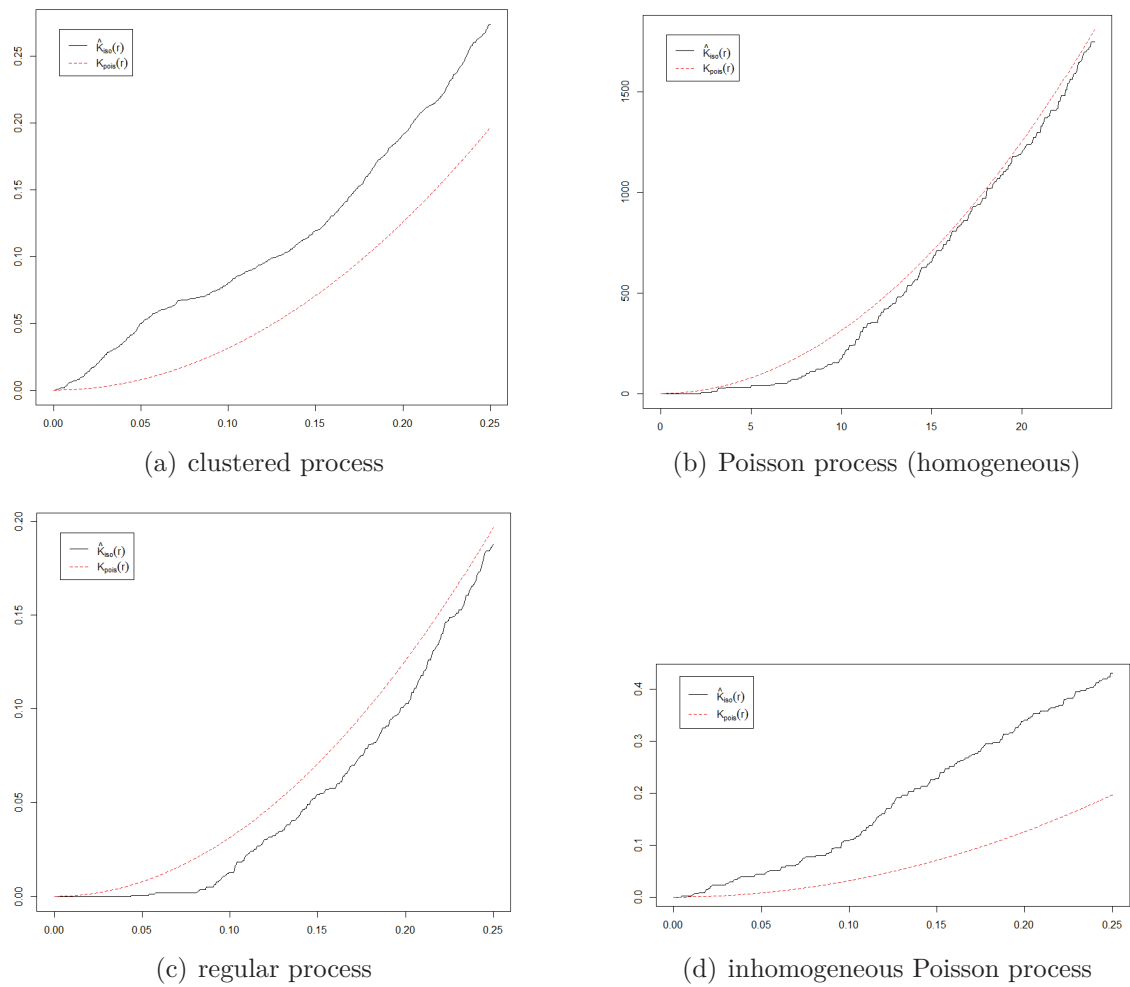 K̂iso(r)
Kpois(r)
0.00 0.05 0.10 0.15 0.20 0.25
0.00 0.05 0.10 0.15 0.20 0.25
(a) clustered process
K̂iso(r)
Kpois(r)
0 500 1000 1500
0 5 10 15 20
(b) Poisson process (homogeneous)
K̂iso(r)
Kpois(r)
0.00 0.05 0.10 0.15 0.20
0.00 0.05 0.10 0.15 0.20 0.25
(c) regular process
K̂iso(r)
Kpois(r)
0.0 0.1 0.2 0.3 0.4
0.00 0.05 0.10 0.15 0.20 0.25
(d) inhomogeneous Poisson process